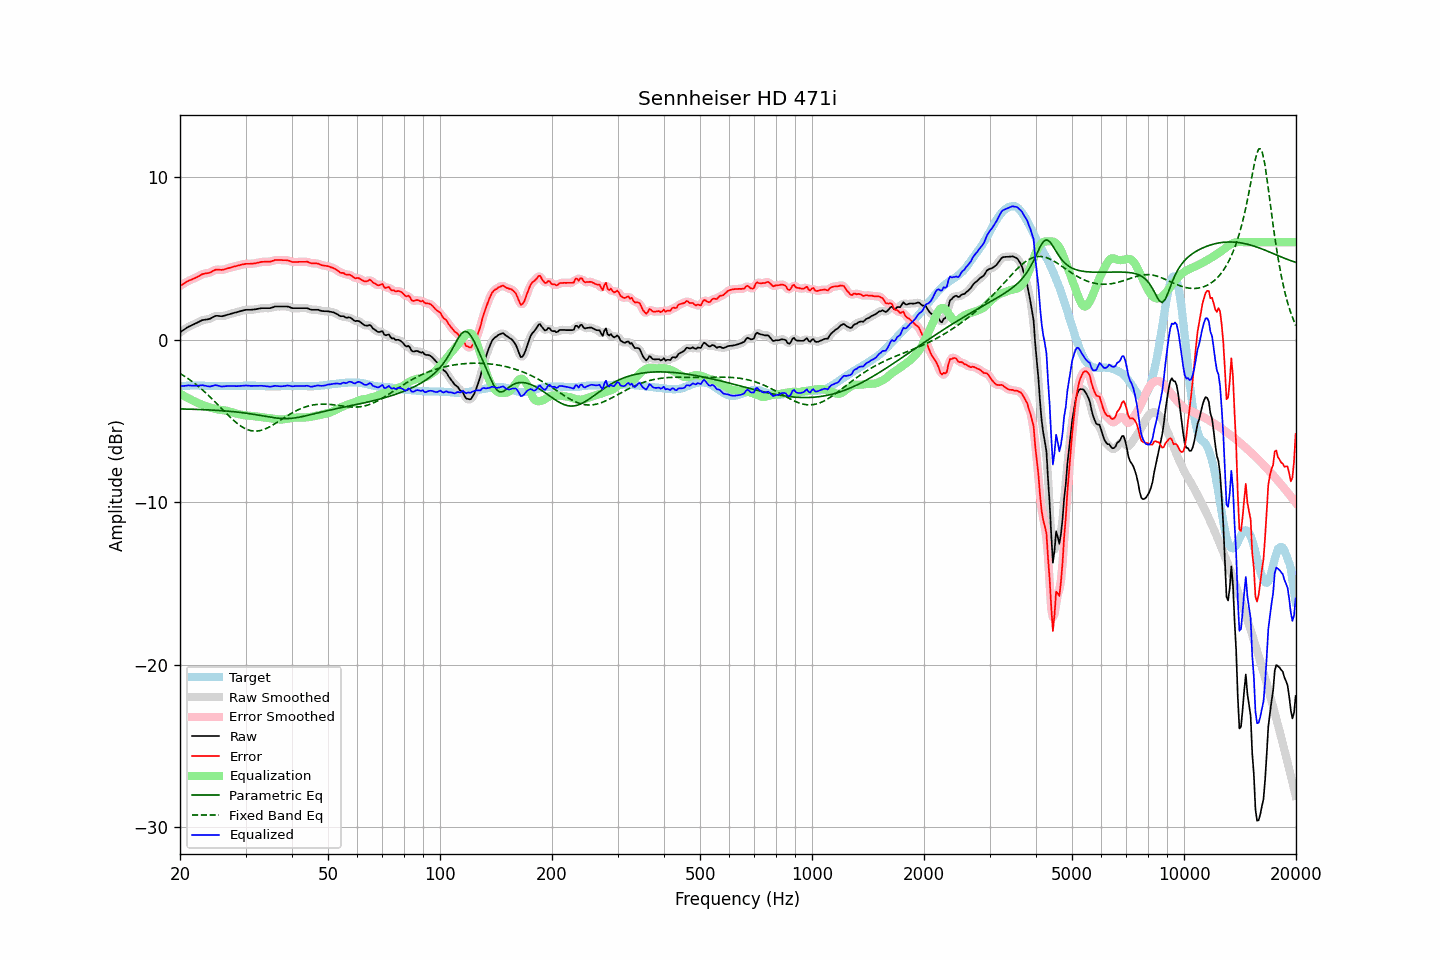 Sennheiser HD 471i
Amplitude (dBr)
10
0
−10
−20
−30
Target
Raw Smoothed
Error Smoothed
Raw
Error
Equalization
Parametric Eq
Fixed Band Eq
Equalized
20 50 100 200 500 1000 2000 5000 10000 20000
Frequency (Hz)